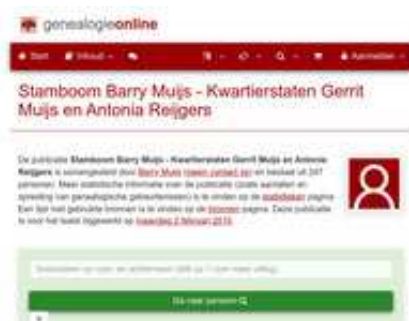 genealogieonline
Start Inhoud Aanmelden
Stamboom Barry Muijs - Kwartierstaten Gerrit
Muijs en Antonia Reijgers
De publicatie Stamboom Barry Muijs - Kwartierstaten Gerrit Muijs en Antonia
Reijgers is samengesteld door Barry Muijs (neem contact op) en bestaat uit 247
personen. Meer statistische informatie over de publicatie (zoals aantallen en
spreiding van genealogische gebeurtenissen) is te vinden op de statistieken pagina.
Een lijst met gebruikte bronnen is te vinden op de bronnen pagina. Deze publicatie
is voor het laatst bijgewerkt op maandag 2 februari
Ga naar persoon